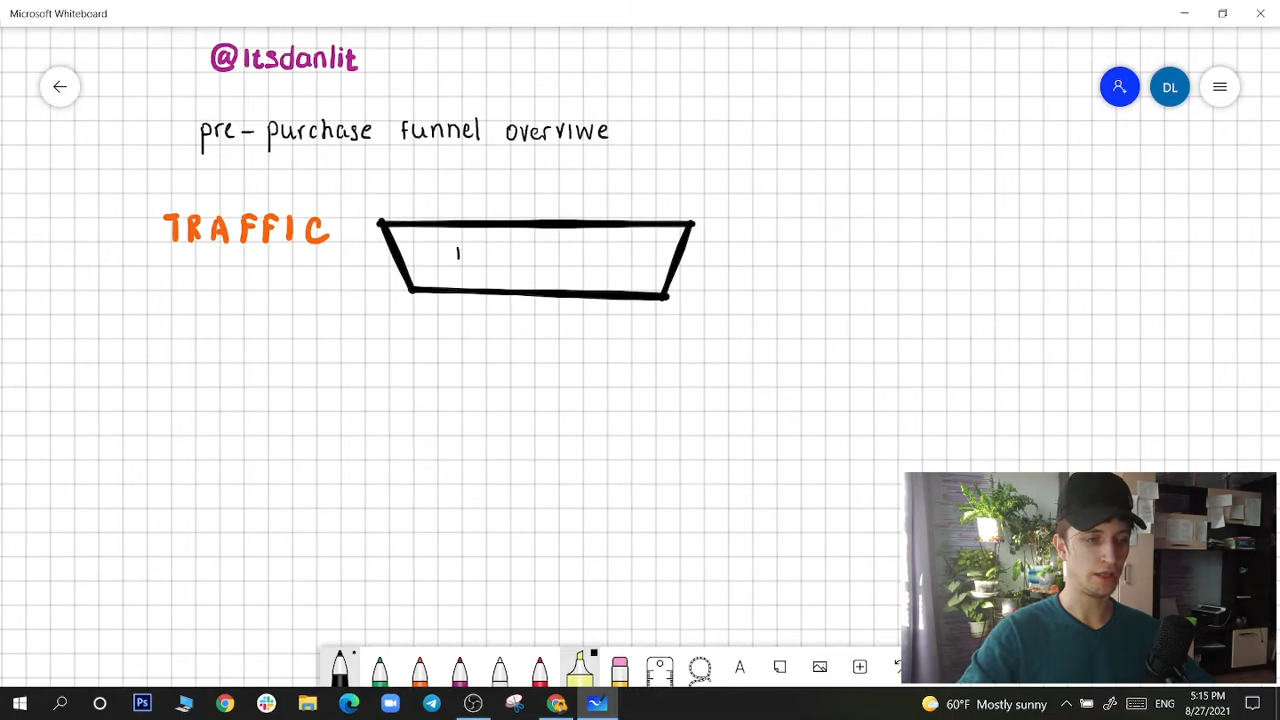 Microsoft Whiteboard
@Itsdanlit
DL
pre-purchase funnel overviwe
TRAFFIC
A
Ps
60°F Mostly sunny
ENG
5:15 PM
8/27/2021